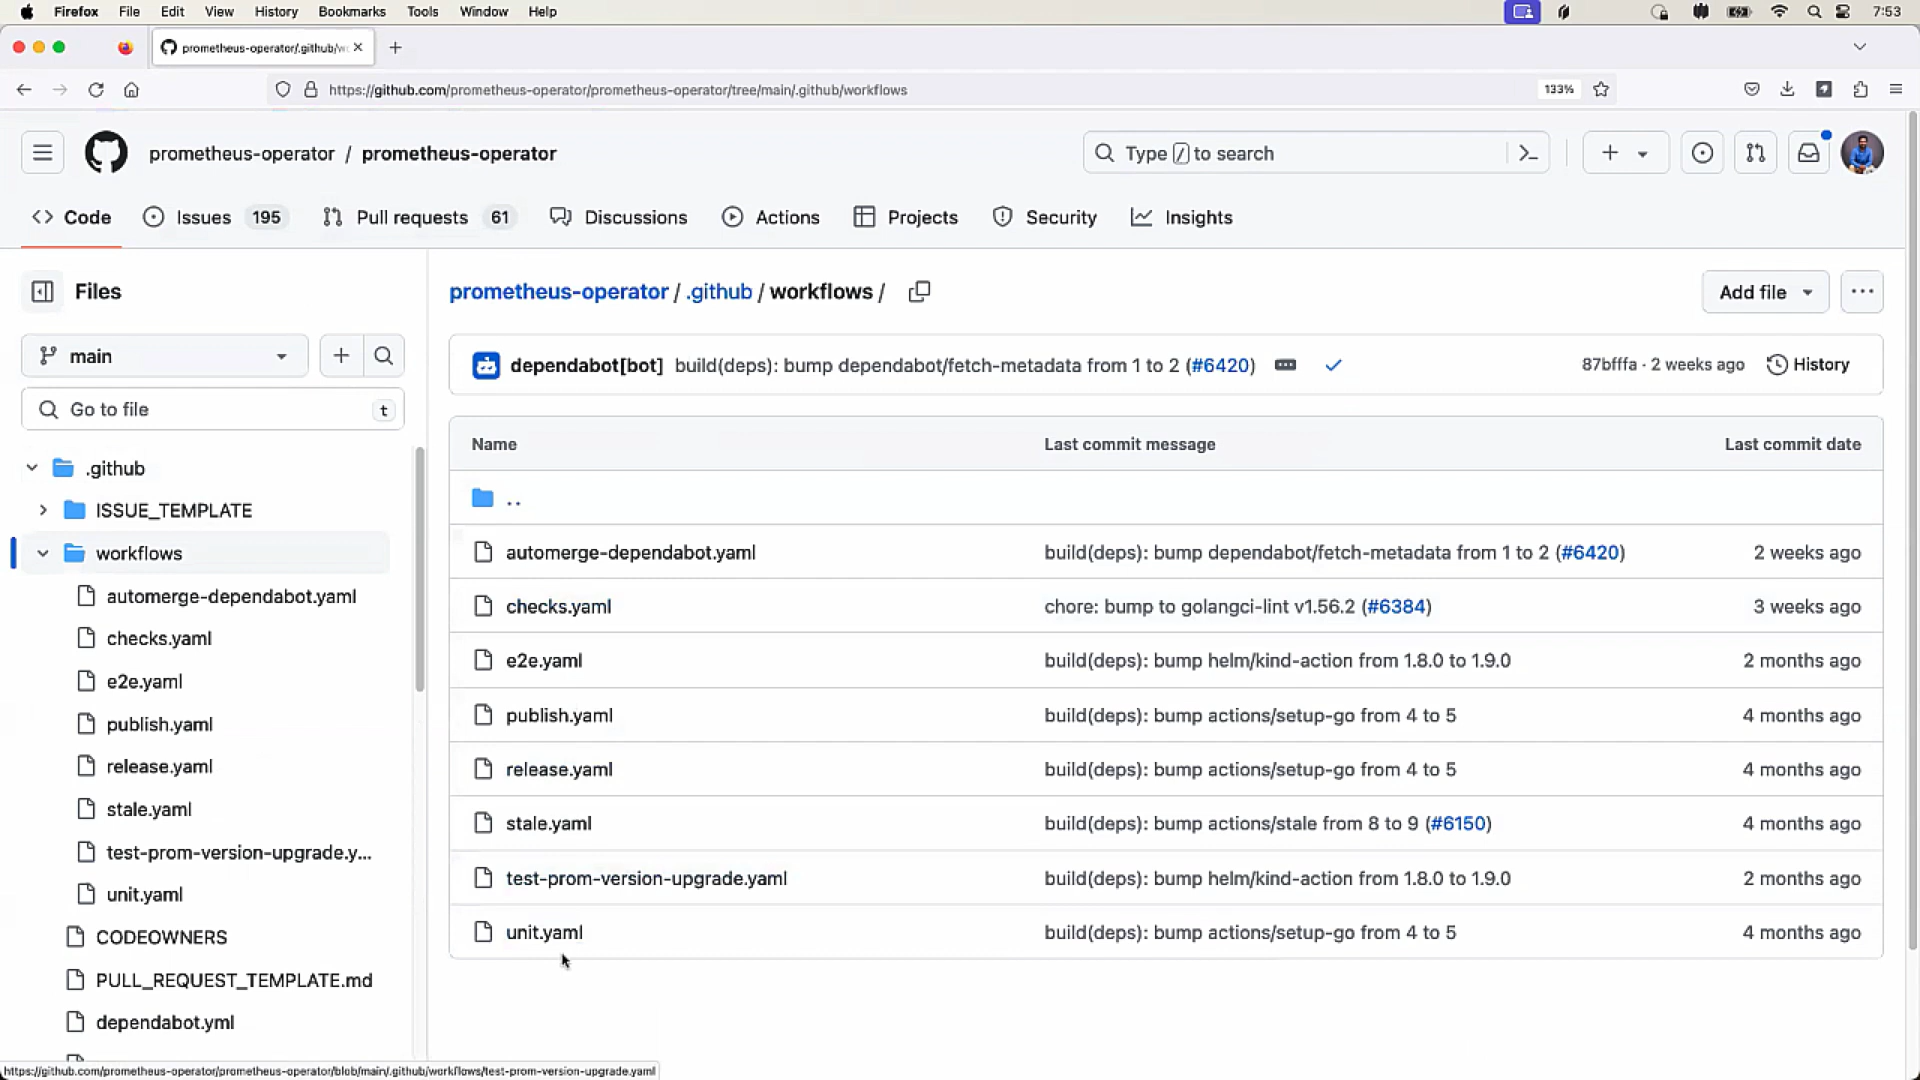 Firefox File Edit View History Bookmarks Tools Window Help 7:53
prometheus-operator/.github/w
https://github.com/prometheus-operator/prometheus-operator/tree/main/.github/workflows 133%
prometheus-operator / prometheus-operator Type / to search
Code Issues 195 Pull requests 61 Discussions Actions Projects Security Insights
Files
main
Go to file t
.github
ISSUE_TEMPLATE
workflows
automerge-dependabot.yaml
checks.yaml
e2e.yaml
publish.yaml
release.yaml
stale.yaml
test-prom-version-upgrade.y...
unit.yaml
CODEOWNERS
PULL_REQUEST_TEMPLATE.md
dependabot.yml
prometheus-operator / .github / workflows / Add file
dependabot[bot] build(deps): bump dependabot/fetch-metadata from 1 to 2 (#6420) 87bfffa · 2 weeks ago History
Name Last commit message Last commit date
..
automerge-dependabot.yaml build(deps): bump dependabot/fetch-metadata from 1 to 2 (#6420) 2 weeks ago
checks.yaml chore: bump to golangci-lint v1.56.2 (#6384) 3 weeks ago
e2e.yaml build(deps): bump helm/kind-action from 1.8.0 to 1.9.0 2 months ago
publish.yaml build(deps): bump actions/setup-go from 4 to 5 4 months ago
release.yaml build(deps): bump actions/setup-go from 4 to 5 4 months ago
stale.yaml build(deps): bump actions/stale from 8 to 9 (#6150) 4 months ago
test-prom-version-upgrade.yaml build(deps): bump helm/kind-action from 1.8.0 to 1.9.0 2 months ago
unit.yaml build(deps): bump actions/setup-go from 4 to 5 4 months ago
https://github.com/prometheus-operator/prometheus-operator/blob/main/.github/workflows/test-prom-version-upgrade.yaml